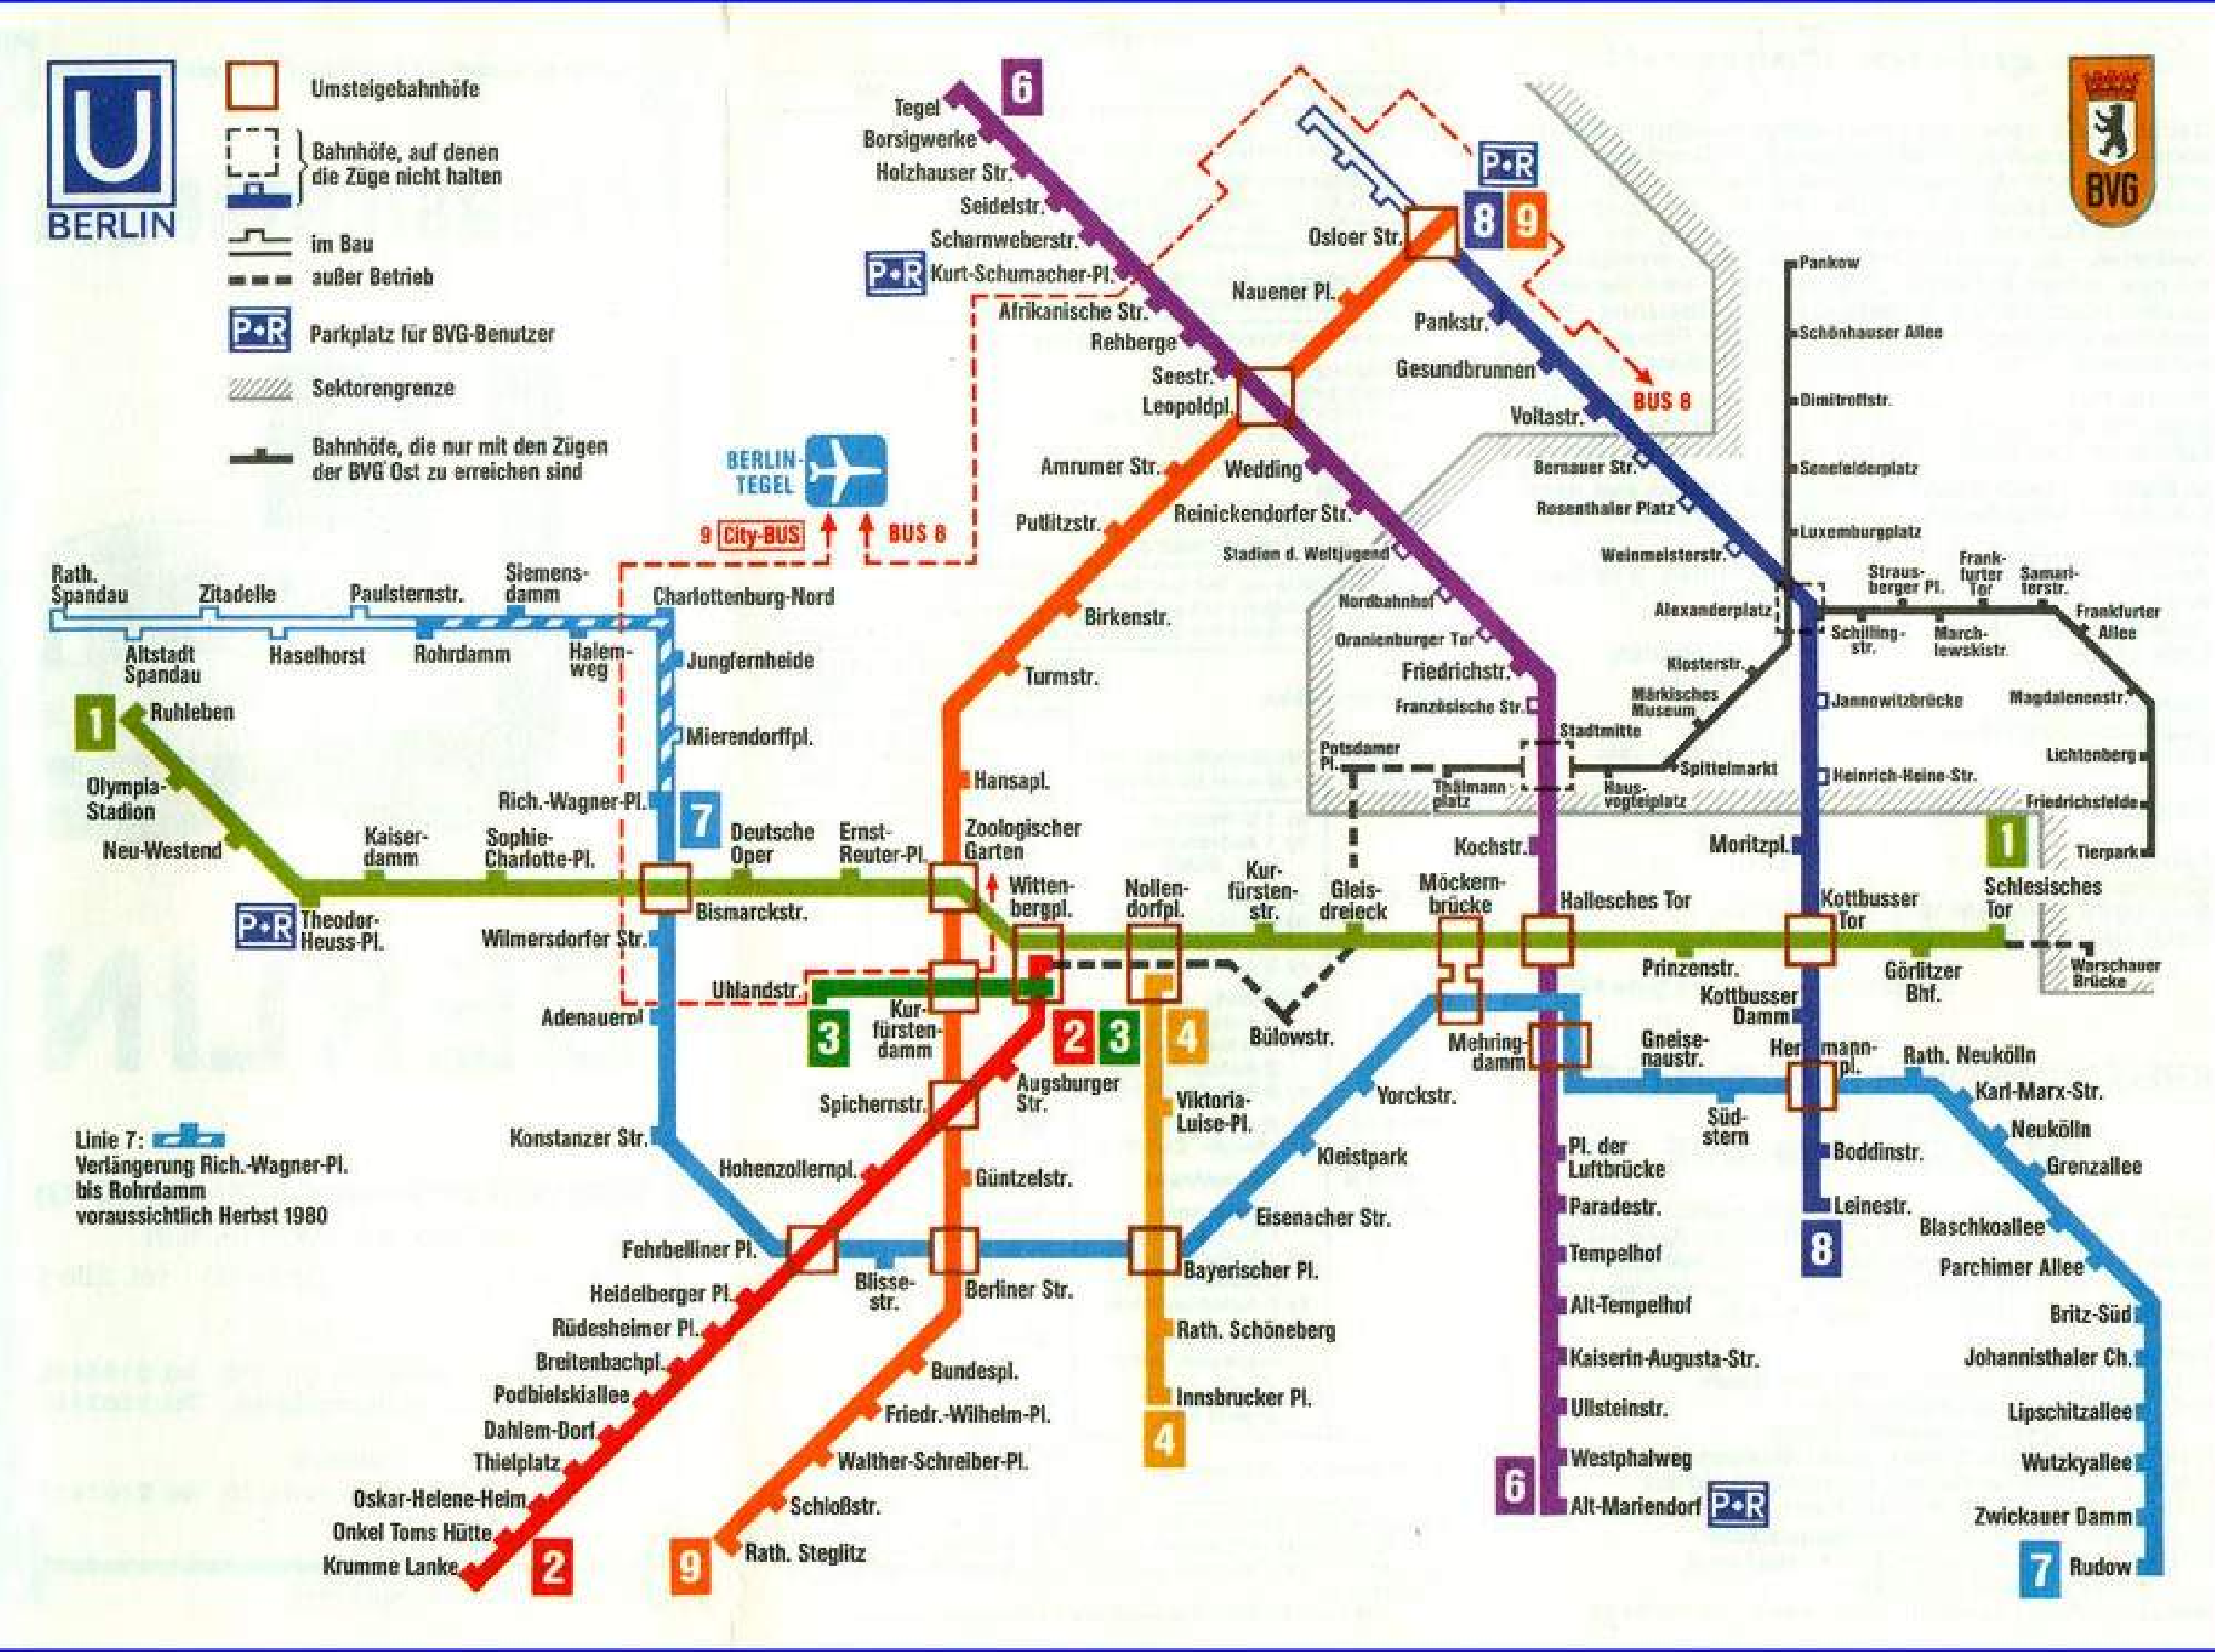 U
BERLIN
Umsteigebahnhöfe
Bahnhöfe, auf denen
die Züge nicht halten
im Bau
außer Betrieb
P+R Parkplatz für BVG-Benutzer
Sektorengrenze
Bahnhöfe, die nur mit den Zügen
der BVG Ost zu erreichen sind
BVG
6
Tegel
Borsigwerke
Holzhauser Str.
Seidelstr.
Scharnweberstr.
P+R Kurt-Schumacher-Pl.
Afrikanische Str.
Rehberge
Seestr.
Leopoldpl.
Wedding
Reinickendorfer Str.
Stadion d. Weltjugend
Nordbahnhof
Oranienburger Tor
Friedrichstr.
Französische Str.
Stadtmitte
Kochstr.
Hallesches Tor
Mehring-
damm
Pl. der
Luftbrücke
Paradestr.
Tempelhof
Alt-Tempelhof
Kaiserin-Augusta-Str.
Ullsteinstr.
Westphalweg
6
Alt-Mariendorf P+R
P+R
8 9
Osloer Str.
Nauener Pl.
Amrumer Str.
Putlitzstr.
Birkenstr.
Turmstr.
Hansapl.
Zoologischer
Garten
Kur-
fürsten-
damm
Spichernstr.
Güntzelstr.
Berliner Str.
Bundespl.
Friedr.-Wilhelm-Pl.
Walther-Schreiber-Pl.
Schloßstr.
9
Rath. Steglitz
Pankstr.
Gesundbrunnen
BUS 8
Voltastr.
Bernauer Str.
Rosenthaler Platz
Weinmeisterstr.
Alexanderplatz
Jannowitzbrücke
Heinrich-Heine-Str.
Moritzpl.
Kottbusser
Tor
Kottbusser
Damm
Hermann-
pl.
Boddinstr.
Leinestr.
8
Pankow
Schönhauser Allee
Dimitroffstr.
Senefelderplatz
Luxemburgplatz
Klosterstr.
Märkisches
Museum
Spittelmarkt
Haus-
vogteiplatz
Thälmann-
platz
Potsdamer
Pl.
Schilling-
str.
Straus-
berger Pl.
March-
lewskistr.
Frank-
furter
Tor
Samari-
terstr.
Frankfurter
Allee
Magdalenenstr.
Lichtenberg
Friedrichsfelde
Tierpark
BERLIN-
TEGEL
9 City-BUS
BUS 8
Rath.
Spandau
Altstadt
Spandau
Zitadelle
Haselhorst
Paulsternstr.
Rohrdamm
Siemens-
damm
Halem-
weg
Charlottenburg-Nord
Jungfernheide
Mierendorffpl.
Rich.-Wagner-Pl.
7
Bismarckstr.
Wilmersdorfer Str.
Adenauerpl
Konstanzer Str.
Fehrbelliner Pl.
Blisse-
str.
Bayerischer Pl.
Eisenacher Str.
Kleistpark
Yorckstr.
Möckern-
brücke
Gneise-
naustr.
Süd-
stern
Rath. Neukölln
Karl-Marx-Str.
Neukölln
Grenzallee
Blaschkoallee
Parchimer Allee
Britz-Süd
Johannisthaler Ch.
Lipschitzallee
Wutzkyallee
Zwickauer Damm
7
Rudow
1
Ruhleben
Olympia-
Stadion
Neu-Westend
P+R Theodor-
Heuss-Pl.
Kaiser-
damm
Sophie-
Charlotte-Pl.
Deutsche
Oper
Ernst-
Reuter-Pl.
Witten-
bergpl.
Nollen-
dorfpl.
Kur-
fürsten-
str.
Gleis-
dreieck
Bülowstr.
Prinzenstr.
Görlitzer
Bhf.
1
Schlesisches
Tor
Warschauer
Brücke
Uhlandstr.
3
2 3 4
Augsburger
Str.
Hohenzollernpl.
Heidelberger Pl.
Rüdesheimer Pl.
Breitenbachpl.
Podbielskiallee
Dahlem-Dorf
Thielplatz
Oskar-Helene-Heim
Onkel Toms Hütte
Krumme Lanke
2
Viktoria-
Luise-Pl.
Rath. Schöneberg
Innsbrucker Pl.
4
Linie 7:
Verlängerung Rich.-Wagner-Pl.
bis Rohrdamm
voraussichtlich Herbst 1980